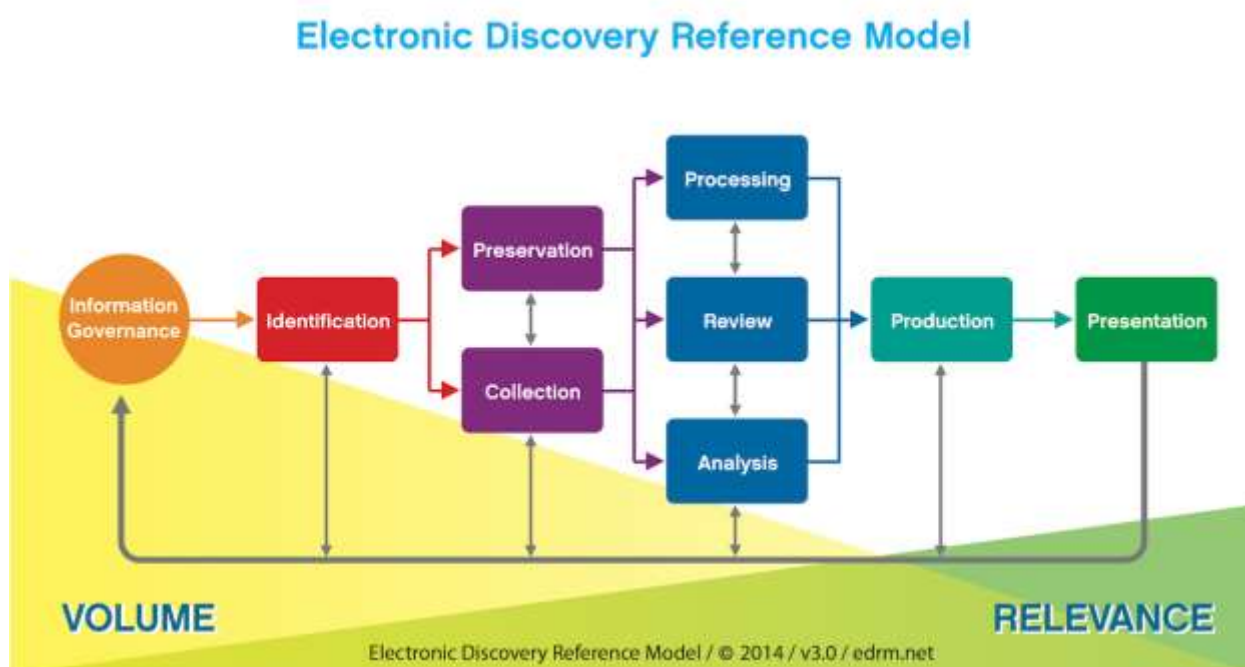 Electronic Discovery Reference Model
Information
Governance
Identification
Preservation
Collection
Processing
Review
Analysis
Production
Presentation
VOLUME
RELEVANCE
Electronic Discovery Reference Model / © 2014 / v3.0 / edrm.net